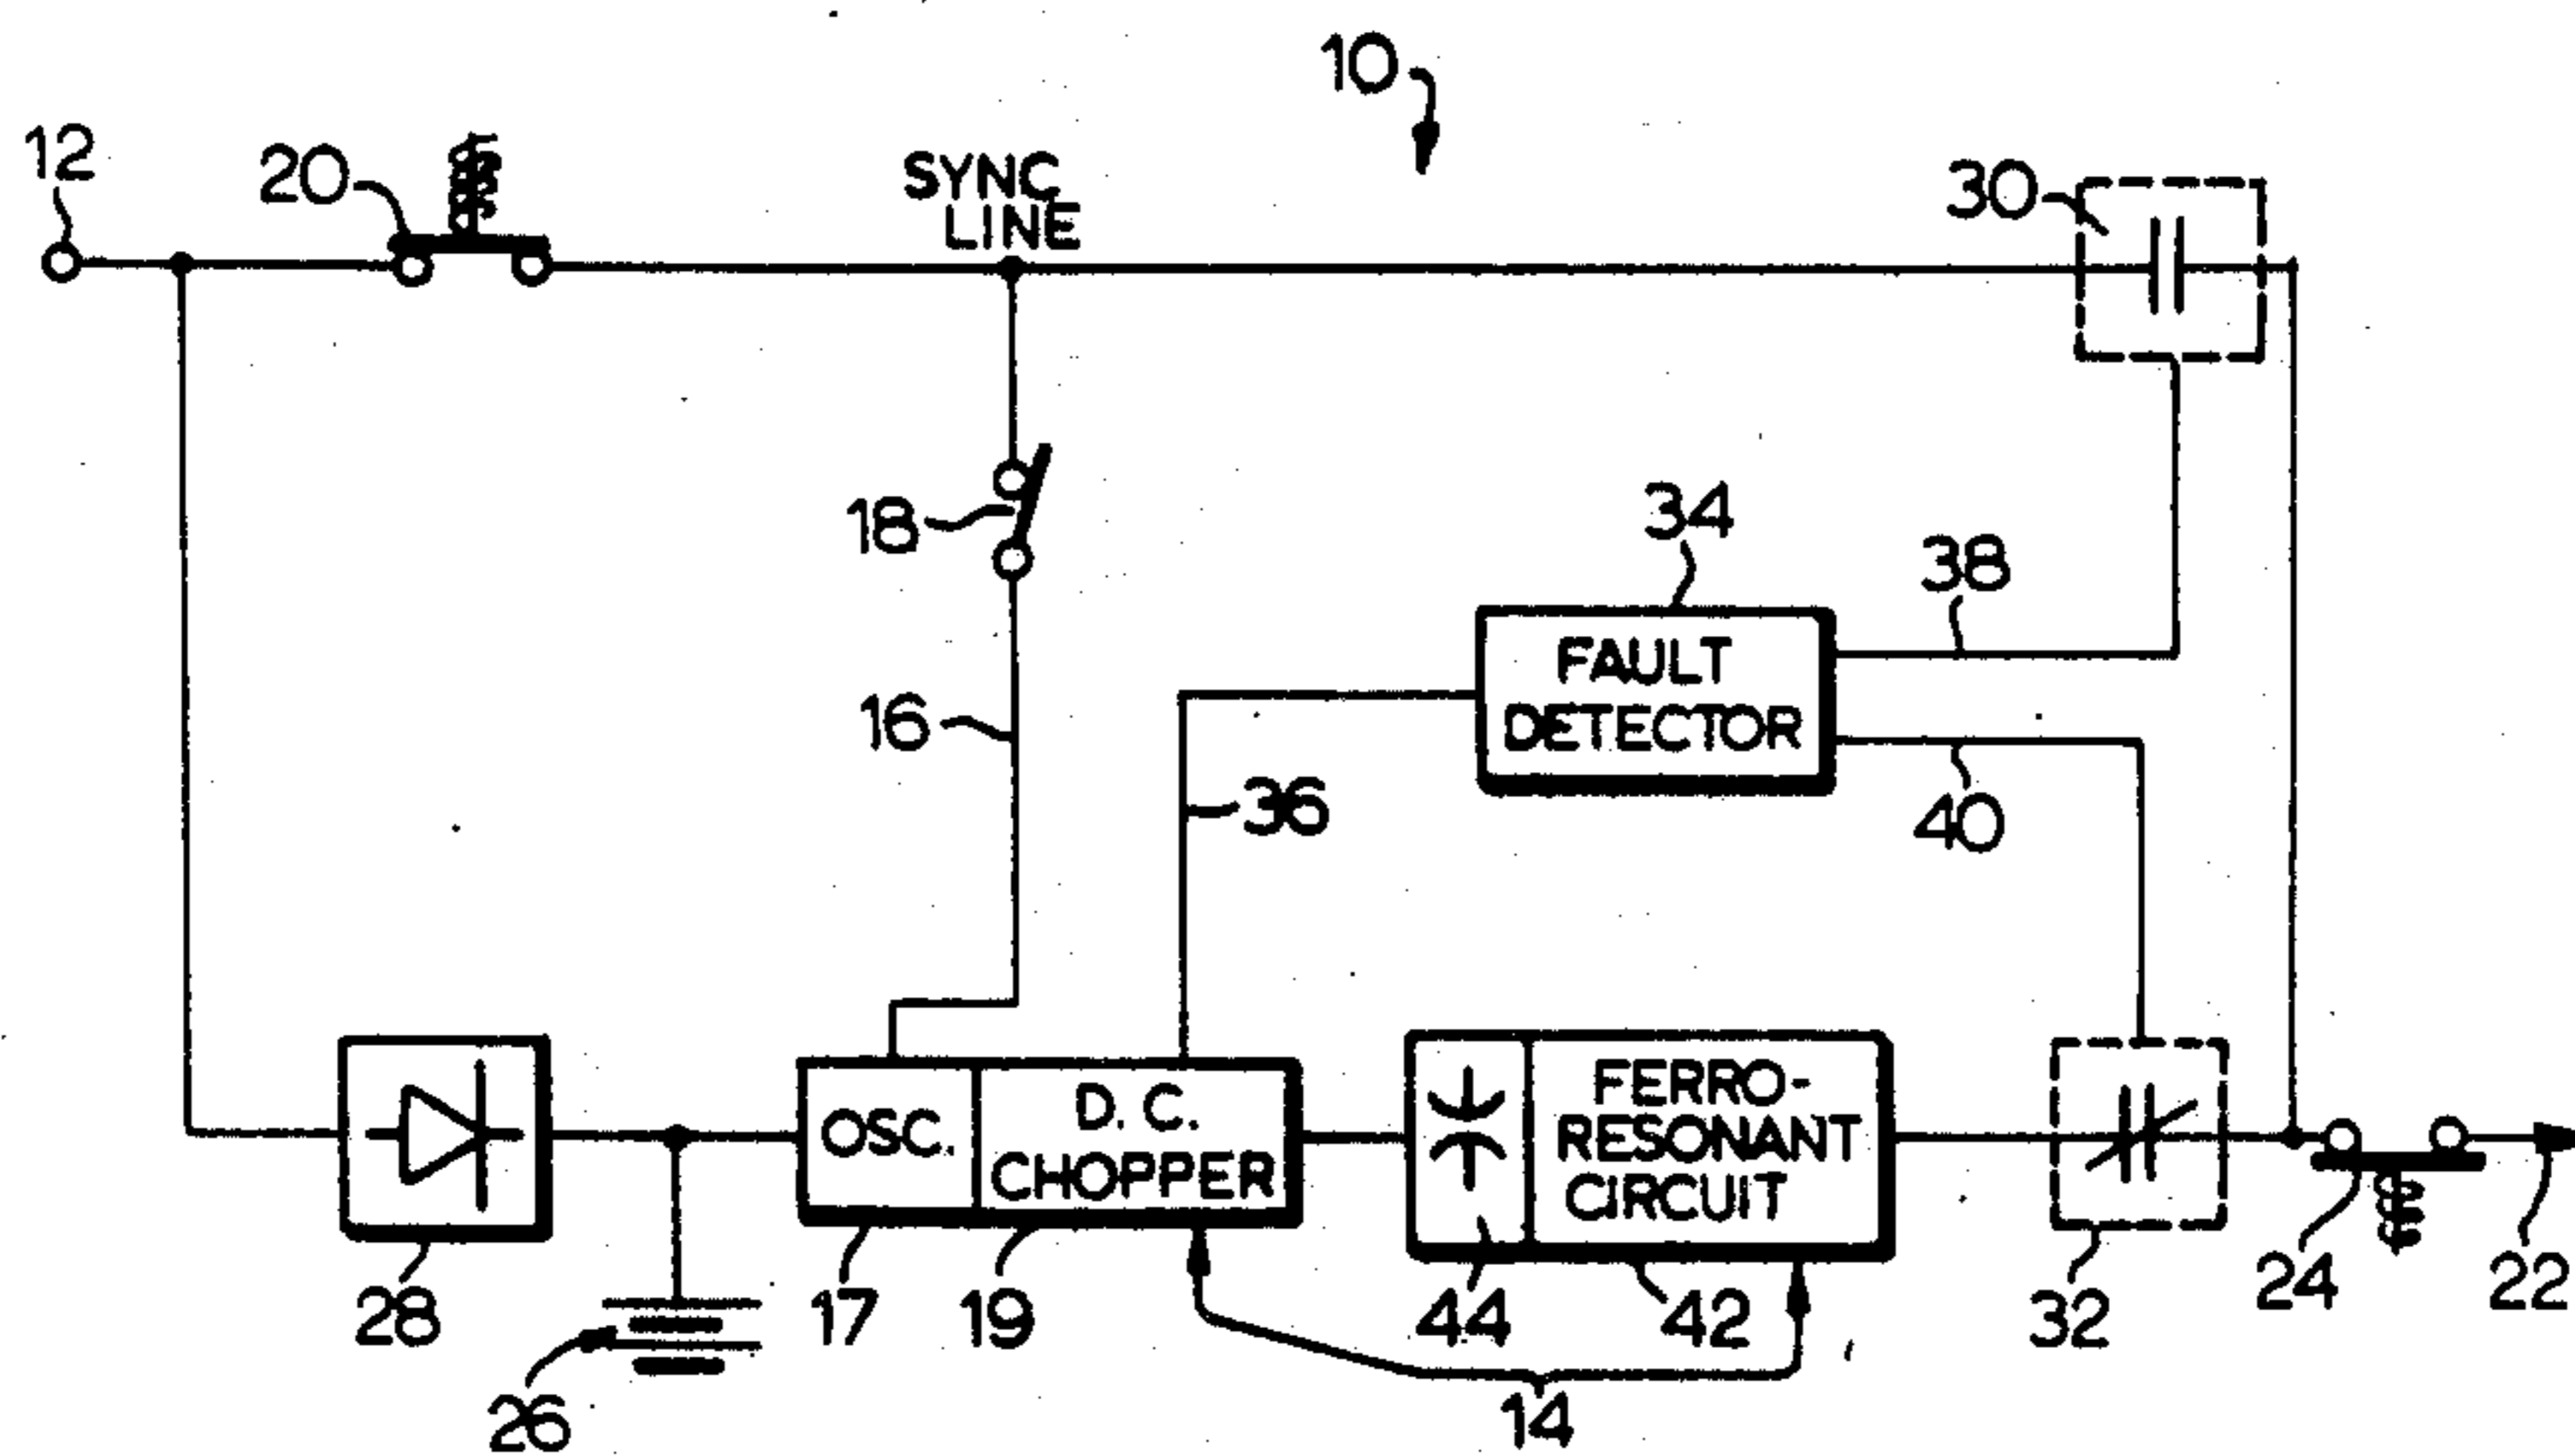 10
12
20
SYNC
LINE
30
18
34
38
FAULT
DETECTOR
16
36
40
OSC.
D. C.
CHOPPER
FERRO-
RESONANT
CIRCUIT
28
17
19
44
42
32
24
22
26
14